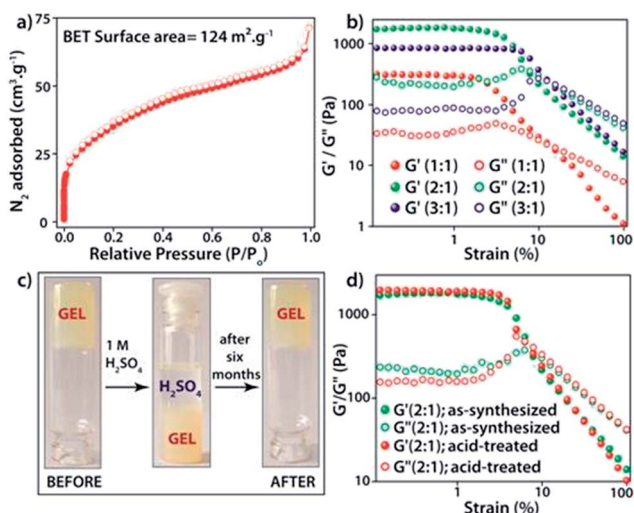 a)
BET Surface area= 124 m².g⁻¹
N₂ adsorbed (cm³.g⁻¹)
75
50
25
0
0.0 0.2 0.4 0.6 0.8 1.0
Relative Pressure (P/Pₒ)
b)
G'/ G" (Pa)
1000
100
10
1
G' (1:1) G" (1:1)
G' (2:1) G" (2:1)
G' (3:1) G" (3:1)
1 10 100
Strain (%)
c)
GEL
BEFORE
1 M
H₂SO₄
H₂SO₄
GEL
after
six
months
GEL
AFTER
d)
G'/G" (Pa)
1000
100
10
G'(2:1); as-synthesized
G"(2:1); as-synthesized
G'(2:1); acid-treated
G"(2:1); acid-treated
1 10 100
Strain (%)